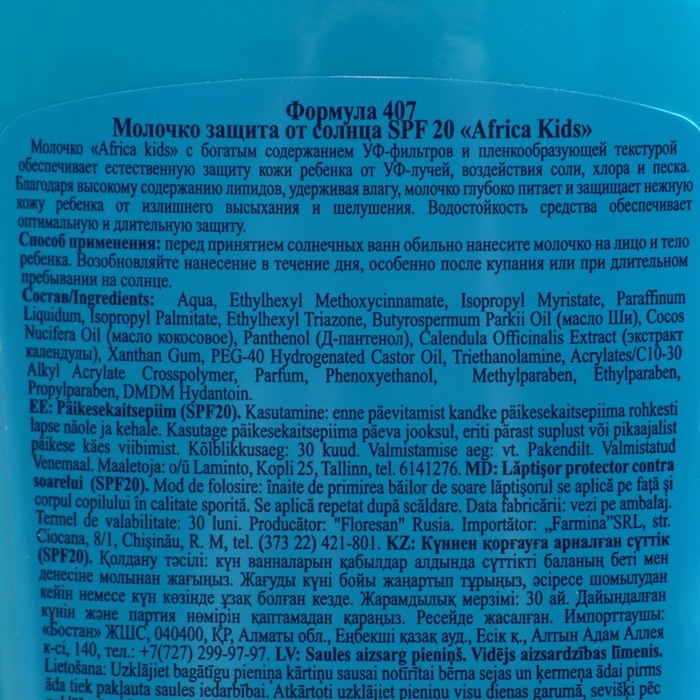 Формула 407
Молочко защита от солнца SPF 20 «Africa Kids»
Молочко «Africa kids» с богатым содержанием УФ-фильтров и пленкообразующей текстурой
обеспечивает естественную защиту кожи ребенка от УФ-лучей, воздействия соли, хлора и песка.
Благодаря высокому содержанию липидов, удерживая влагу, молочко глубоко питает и защищает нежную
кожу ребенка от излишнего высыхания и шелушения. Водостойкость средства обеспечивает
оптимальную и длительную защиту.
Способ применения: перед принятием солнечных ванн обильно нанесите молочко на лицо и тело
ребенка. Возобновляйте нанесение в течение дня, особенно после купания или при длительном
пребывании на солнце.
Состав/Ingredients: Aqua, Ethylhexyl Methoxycinnamate, Isopropyl Myristate, Paraffinum
Liquidum, Isopropyl Palmitate, Ethylhexyl Triazone, Butyrospermum Parkii Oil (масло Ши), Cocos
Nucifera Oil (масло кокосовое), Panthenol (Д-пантенол), Calendula Officinalis Extract (экстракт
календулы), Xanthan Gum, PEG-40 Hydrogenated Castor Oil, Triethanolamine, Acrylates/C10-30
Alkyl Acrylate Crosspolymer, Parfum, Phenoxyethanol, Methylparaben, Ethylparaben,
Propylparaben, DMDM Hydantoin.
EE: Päikesekaitsepiim (SPF20). Kasutamine: enne päevitamist kandke päikesekaitsepiima rohkesti
lapse näole ja kehale. Kasutage päikesekaitsepiima päeva jooksul, eriti pärast suplust või pikaajalist
päikese käes viibimist. Kõlblikkusaeg: 30 kuud. Valmistamise aeg: vt. Pakendilt. Valmistatud
Venemaal. Maaletoja: o/ü Laminto, Kopli 25, Tallinn, tel. 6141276. MD: Lăptișor protector contra
soarelui (SPF20). Mod de folosire: înainte de primirea băilor de soare lăptișorul se aplică pe față și
corpul copilului în calitate sporită. Se aplică repetat după scăldare. Data fabricării: vezi pe ambalaj.
Termel de valabilitate: 30 luni. Producător: "Floresan" Rusia. Importător: „Farmina”SRL, str.
Ciocana, 8/1, Chișinău, R. M, tel. (373 22) 421-801. KZ: Күннен қорғауға арналған сүттік
(SPF20). Қолдану тәсілі: күн ванналарын қабылдар алдында сүттікті баланың беті мен
денесіне молынан жағыңыз. Жағуды күні бойы жаңартып тұрыңыз, әсіресе шомылудан
кейін немесе күн көзінде ұзақ болған кезде. Жарамдылық мерзімі: 30 ай. Дайындалған
күнін және партия нөмірін қаптамадан қараңыз. Ресейде жасалған. Импорттаушы:
«Бостан» ЖШС, 040400, ҚР, Алматы обл., Еңбекші қазақ ауд., Есік қ., Алтын Адам Аллея
к-сі, 140, тел.: +7(727) 299-97-97. LV: Saules aizsarg pieniņš. Vidējs aizsardzības līmenis.
Lietošana: Uzklājiet bagātīgu pieniņa kārtiņu sausai notīrītai bērna sejas un ķermeņa ādai pirms
āda tiek pakļauta saules iedarbībai. Atkārtoti uzklājiet pieniņu visu dienas garumā, sevišķi pēc